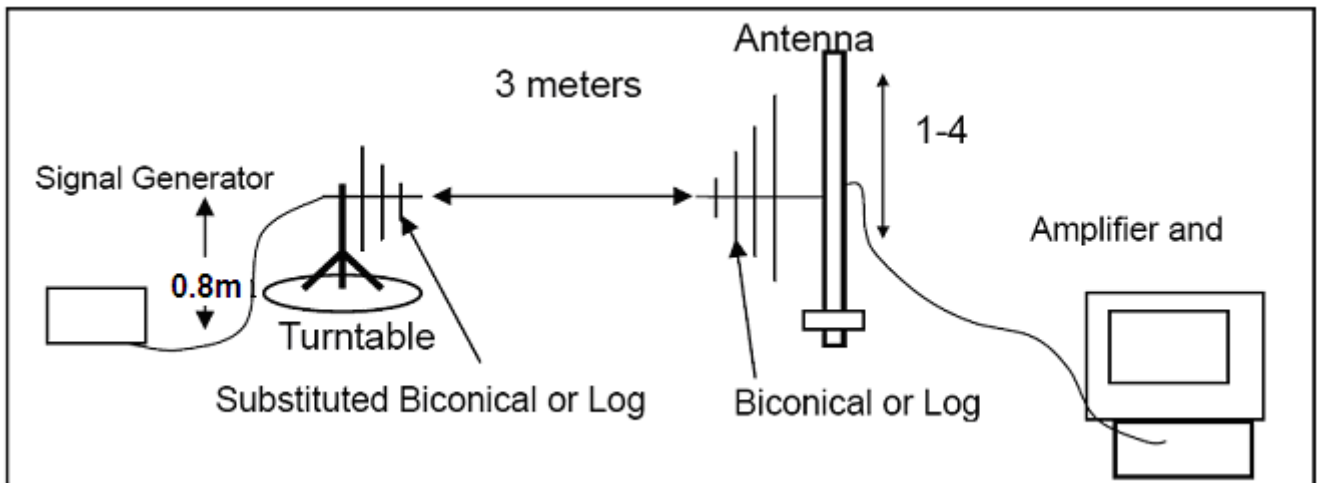 Antenna
3 meters
1-4
Signal Generator
Amplifier and
0.8m
Turntable
Substituted Biconical or Log
Biconical or Log